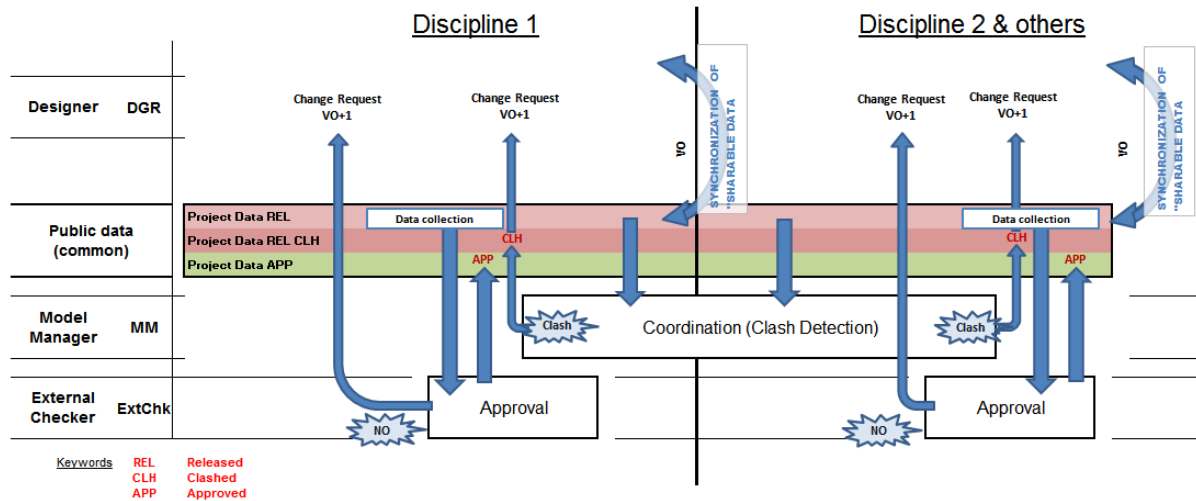 Discipline 1
Discipline 2 & others
Designer DGR
Change Request
VO+1
Change Request
VO+1
VO
SYNCHRONIZATION OF
"SHARABLE DATA
Change Request
VO+1
Change Request
VO+1
VO
SYNCHRONIZATION OF
"SHARABLE DATA
Public data
(common)
Project Data REL
Data collection
Data collection
Project Data REL CLH
CLH
CLH
Project Data APP
APP
APP
Model
Manager MM
Clash
Coordination (Clash Detection)
Clash
External
Checker ExtChk
Approval
NO
Approval
NO
Keywords REL Released
CLH Clashed
APP Approved